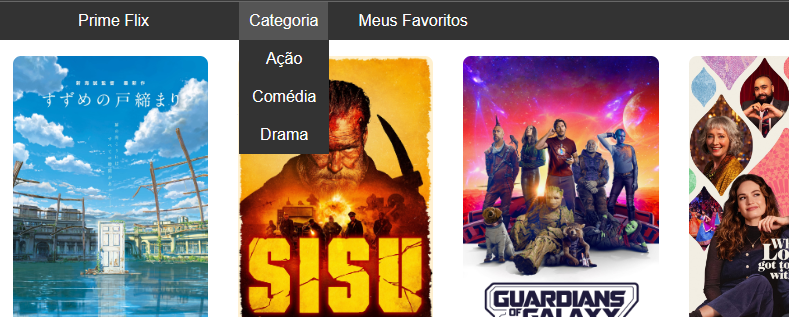 Prime Flix
Categoria
Meus Favoritos
Ação
Comédia
Drama
すずめの戸締まり
SISU
GUARDIANS
OF
GALAXY